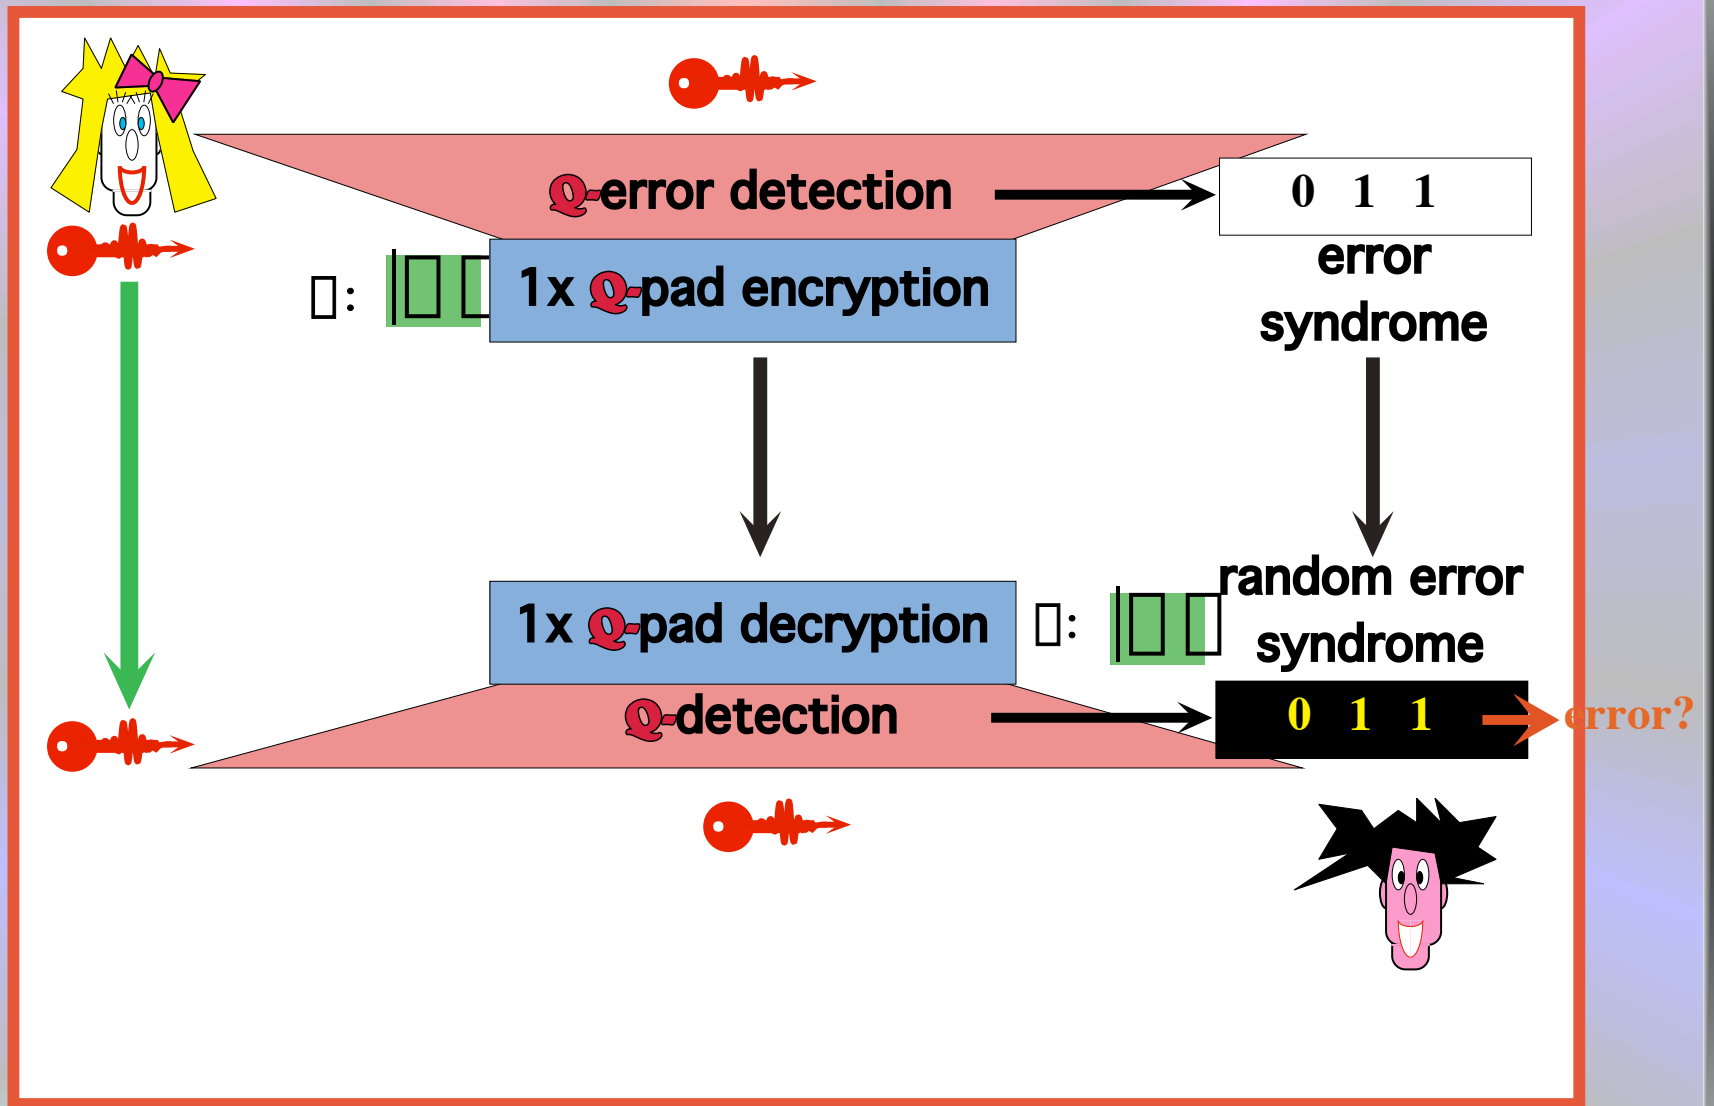 Q-error detection
0 1 1
error
syndrome
1x Q-pad encryption
random error
syndrome
1x Q-pad decryption
Q-detection
0 1 1
error?